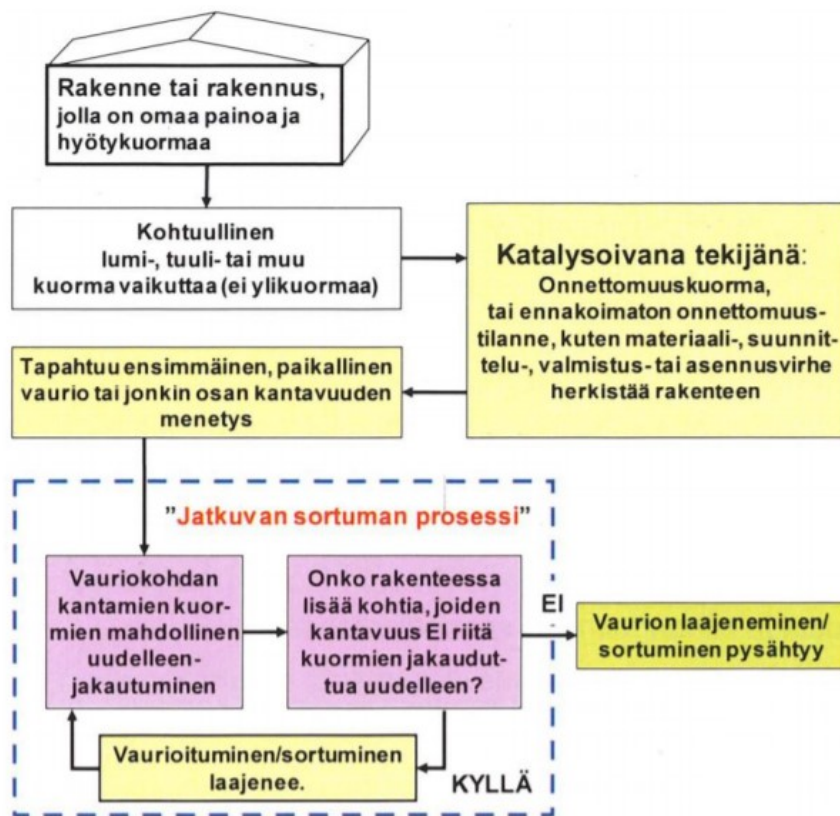 Rakenne tai rakennus,
jolla on omaa painoa ja
hyötykuormaa
Kohtuullinen
lumi-, tuuli- tai muu
kuorma vaikuttaa (ei ylikuormaa)
Katalysoivana tekijänä:
Onnettomuuskuorma,
tai ennakoimaton onnettomuus-
tilanne, kuten materiaali-, suunnit-
telu-, valmistus- tai asennusvirhe
herkistää rakenteen
Tapahtuu ensimmäinen, paikallinen
vaurio tai jonkin osan kantavuuden
menetys
"Jatkuvan sortuman prosessi"
Vauriokohdan
kantamien kuor-
mien mahdollinen
uudelleen-
jakautuminen
Onko rakenteessa
lisää kohtia, joiden
kantavuus EI riitä
kuormien jakaudut-
tua uudelleen?
EI
Vaurion laajeneminen/
sortuminen pysähtyy
Vaurioituminen/sortuminen
laajenee.
KYLLÄ